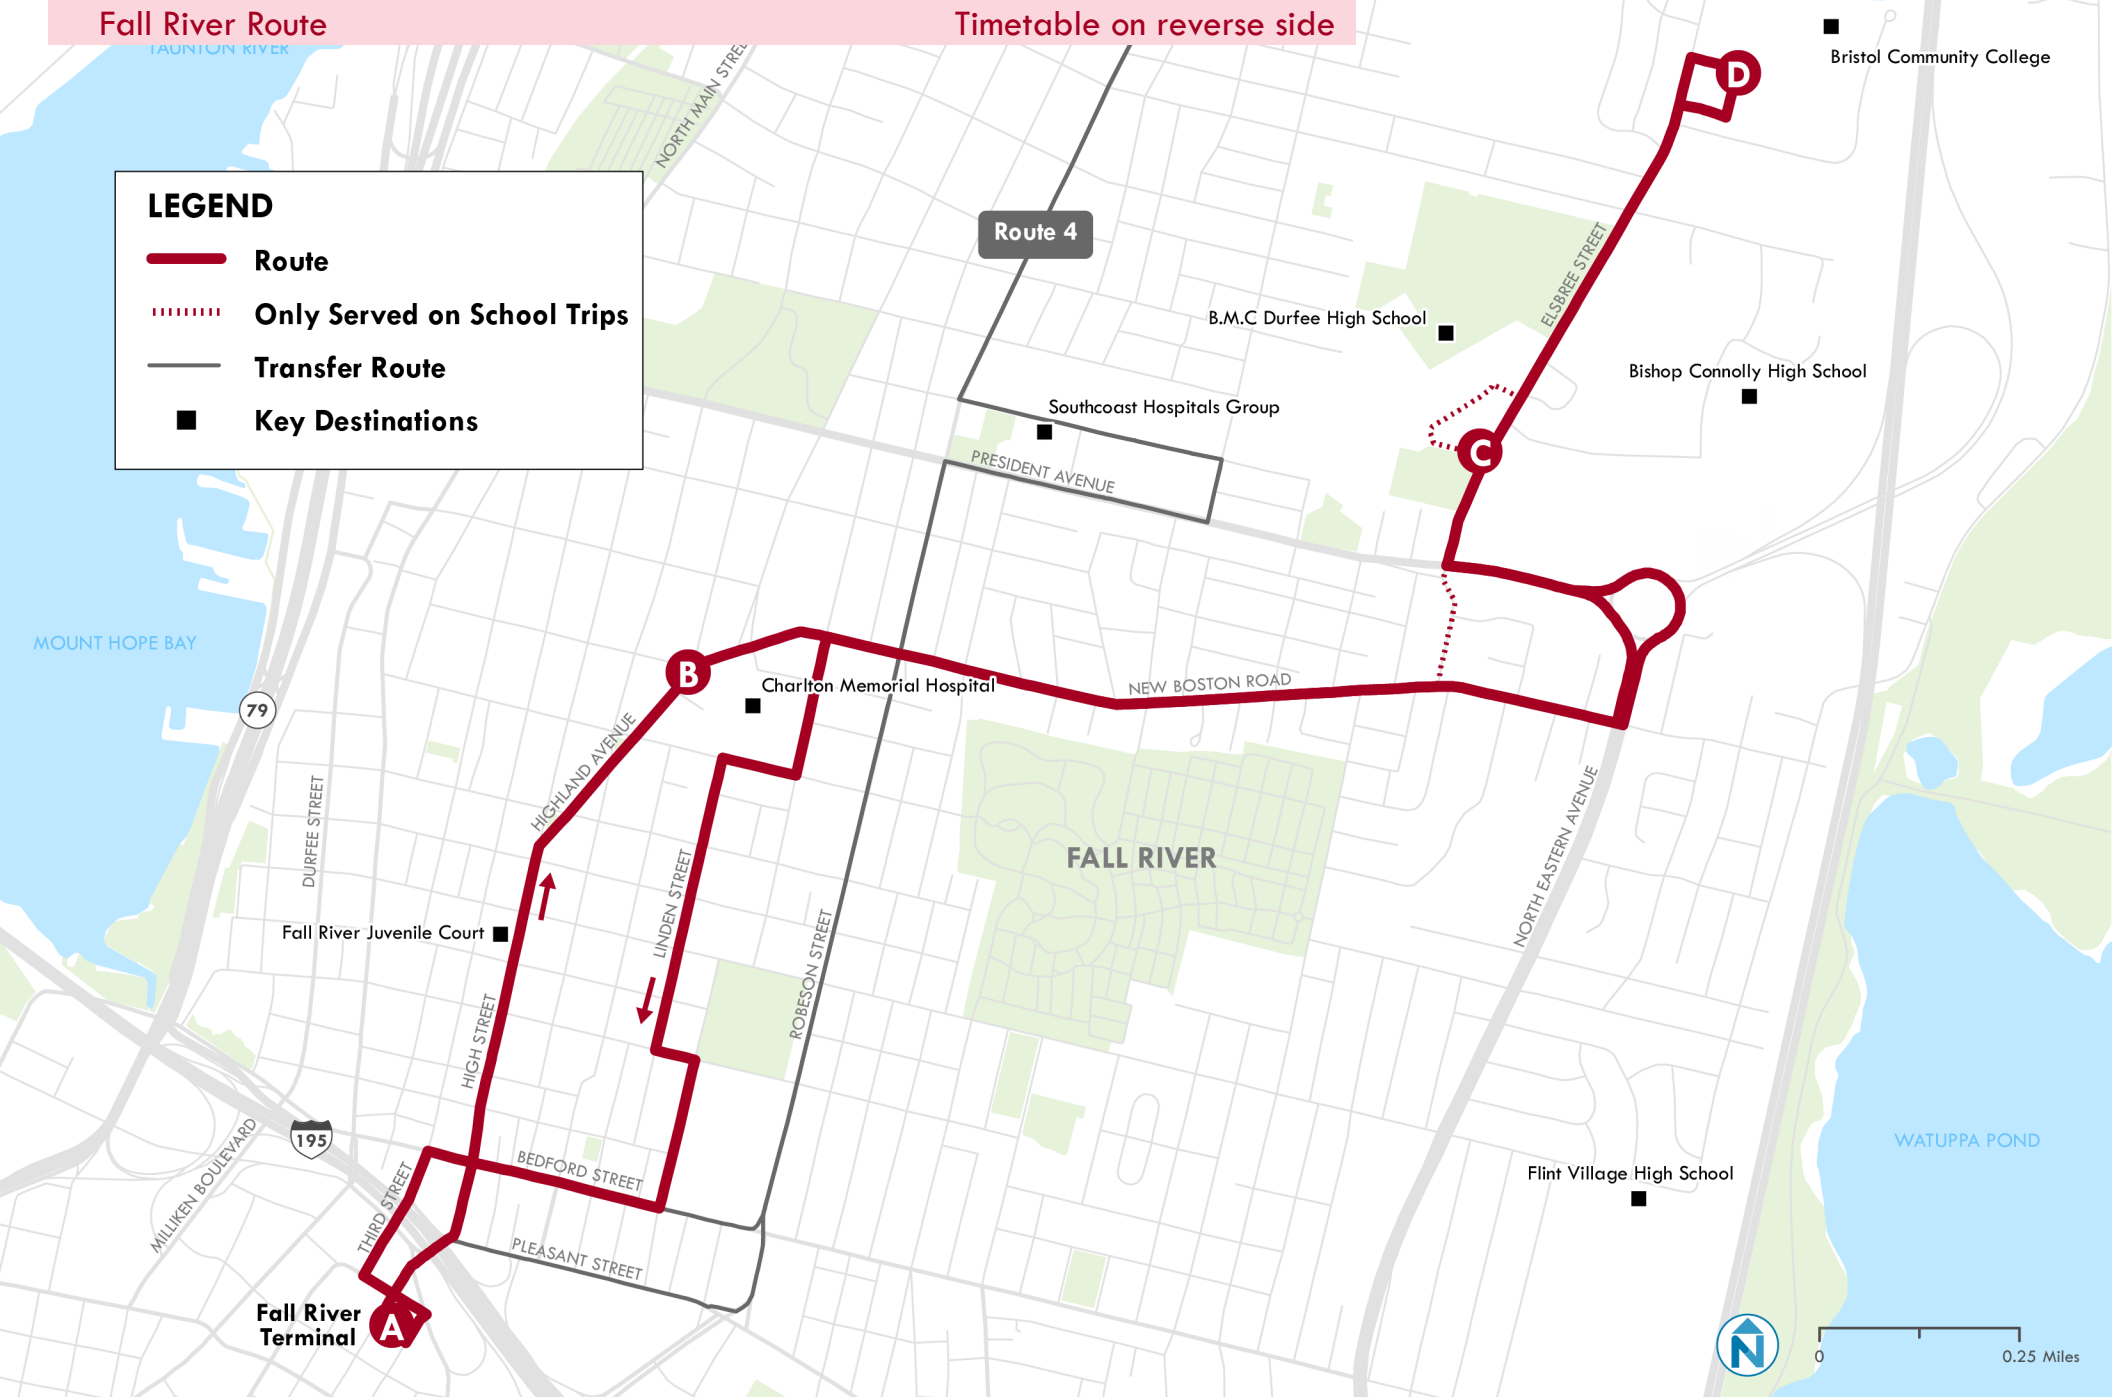 Fall River Route
Timetable on reverse side
TAUNTON RIVER
NORTH MAIN STREET
D
Bristol Community College
LEGEND
Route
Only Served on School Trips
Transfer Route
Key Destinations
Route 4
ELSBREE STREET
B.M.C Durfee High School
Bishop Connolly High School
Southcoast Hospitals Group
PRESIDENT AVENUE
C
MOUNT HOPE BAY
79
B
Charlton Memorial Hospital
NEW BOSTON ROAD
HIGHLAND AVENUE
DURFEE STREET
FALL RIVER
NORTH EASTERN AVENUE
LINDEN STREET
ROBESON STREET
Fall River Juvenile Court
HIGH STREET
195
MILLIKEN BOULEVARD
THIRD STREET
BEDFORD STREET
PLEASANT STREET
WATUPPA POND
Flint Village High School
Fall River
Terminal
A
N
0
0.25 Miles